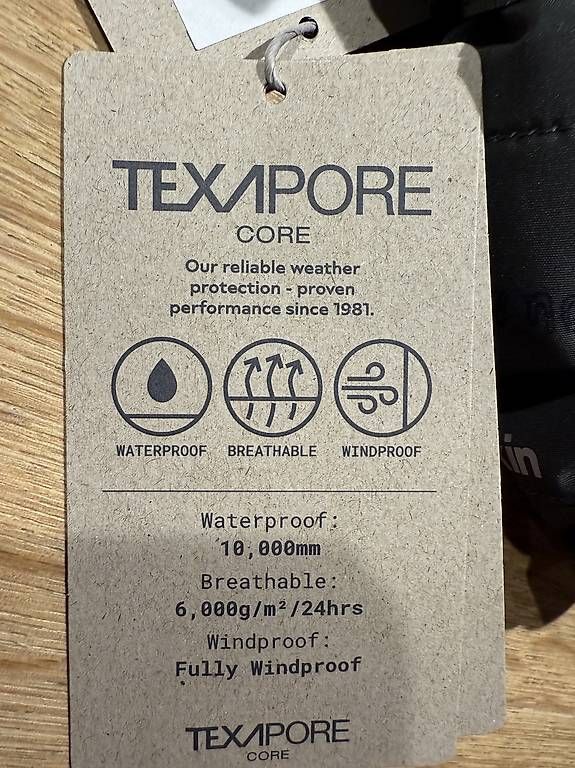 TEXAPORE
CORE
Our reliable weather
protection - proven
performance since 1981.
WATERPROOF BREATHABLE WINDPROOF
Waterproof:
10,000mm
Breathable:
6,000g/m²/24hrs
Windproof:
Fully Windproof
TEXAPORE
CORE